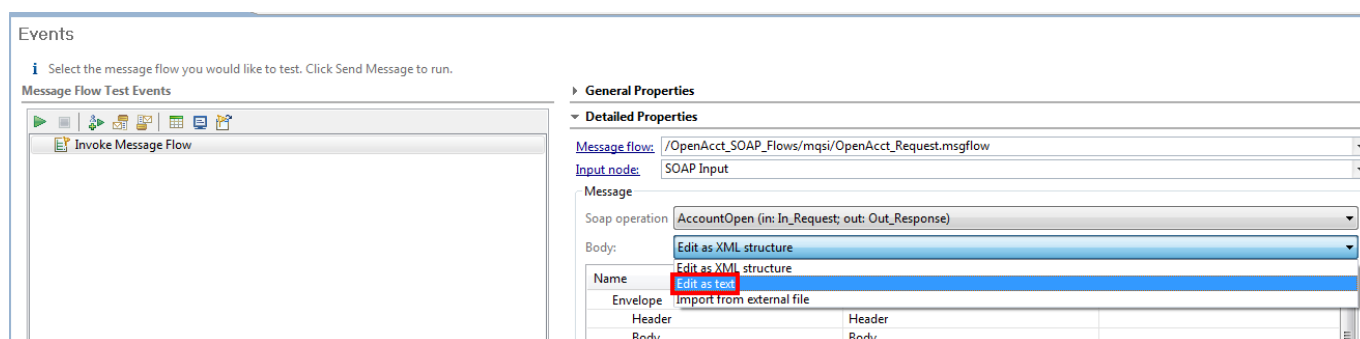 Events
i Select the message flow you would like to test. Click Send Message to run.
Message Flow Test Events
Invoke Message Flow
General Properties
Detailed Properties
Message flow: /OpenAcct_SOAP_Flows/mqsi/OpenAcct_Request.msgflow
Input node: SOAP Input
Message
Soap operation AccountOpen (in: In_Request; out: Out_Response)
Body: Edit as XML structure
Edit as XML structure
Name
Edit as text
Envelope
Import from external file
Header Header
Body Body